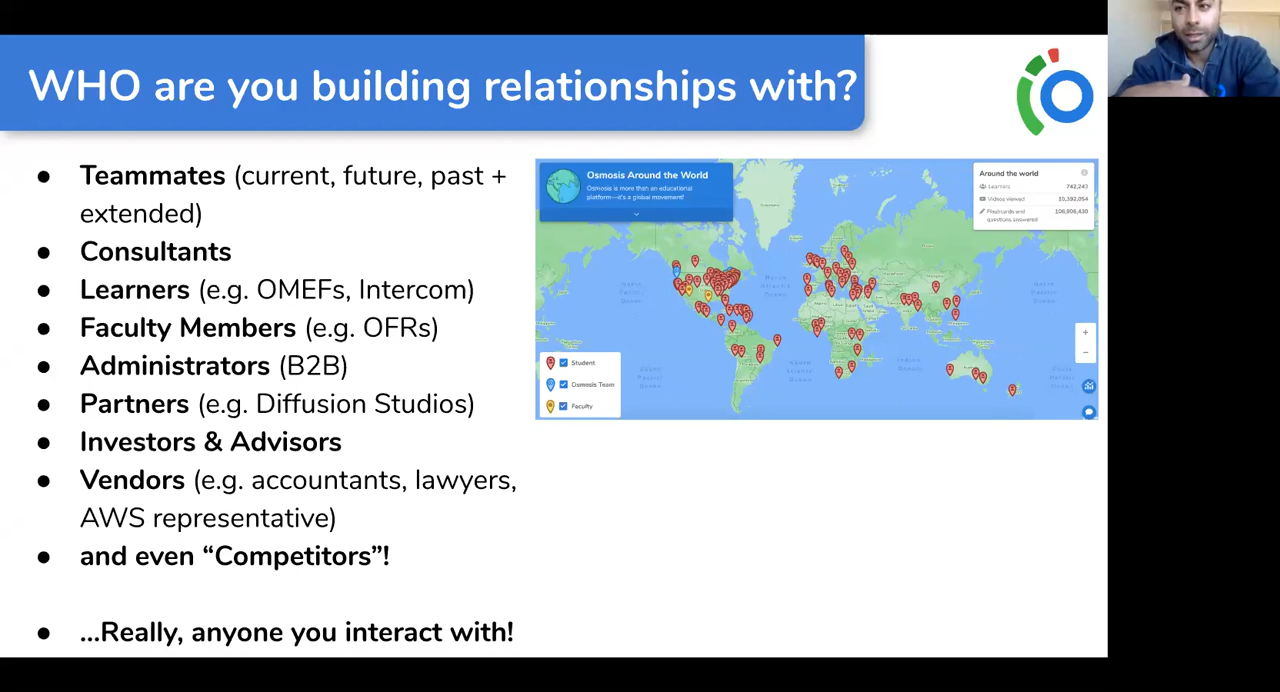 WHO are you building relationships with?
● Teammates (current, future, past +
extended)
● Consultants
● Learners (e.g. OMEFs, Intercom)
● Faculty Members (e.g. OFRs)
● Administrators (B2B)
● Partners (e.g. Diffusion Studios)
● Investors & Advisors
● Vendors (e.g. accountants, lawyers,
AWS representative)
● and even “Competitors”!
● ...Really, anyone you interact with!
Osmosis Around the World
Osmosis is more than an educational
platform—it's a global movement!
Around the world
Learners 742,243
Videos viewed
Flashcards and 106,906,430
questions answered
Student
Osmosis Team
Faculty